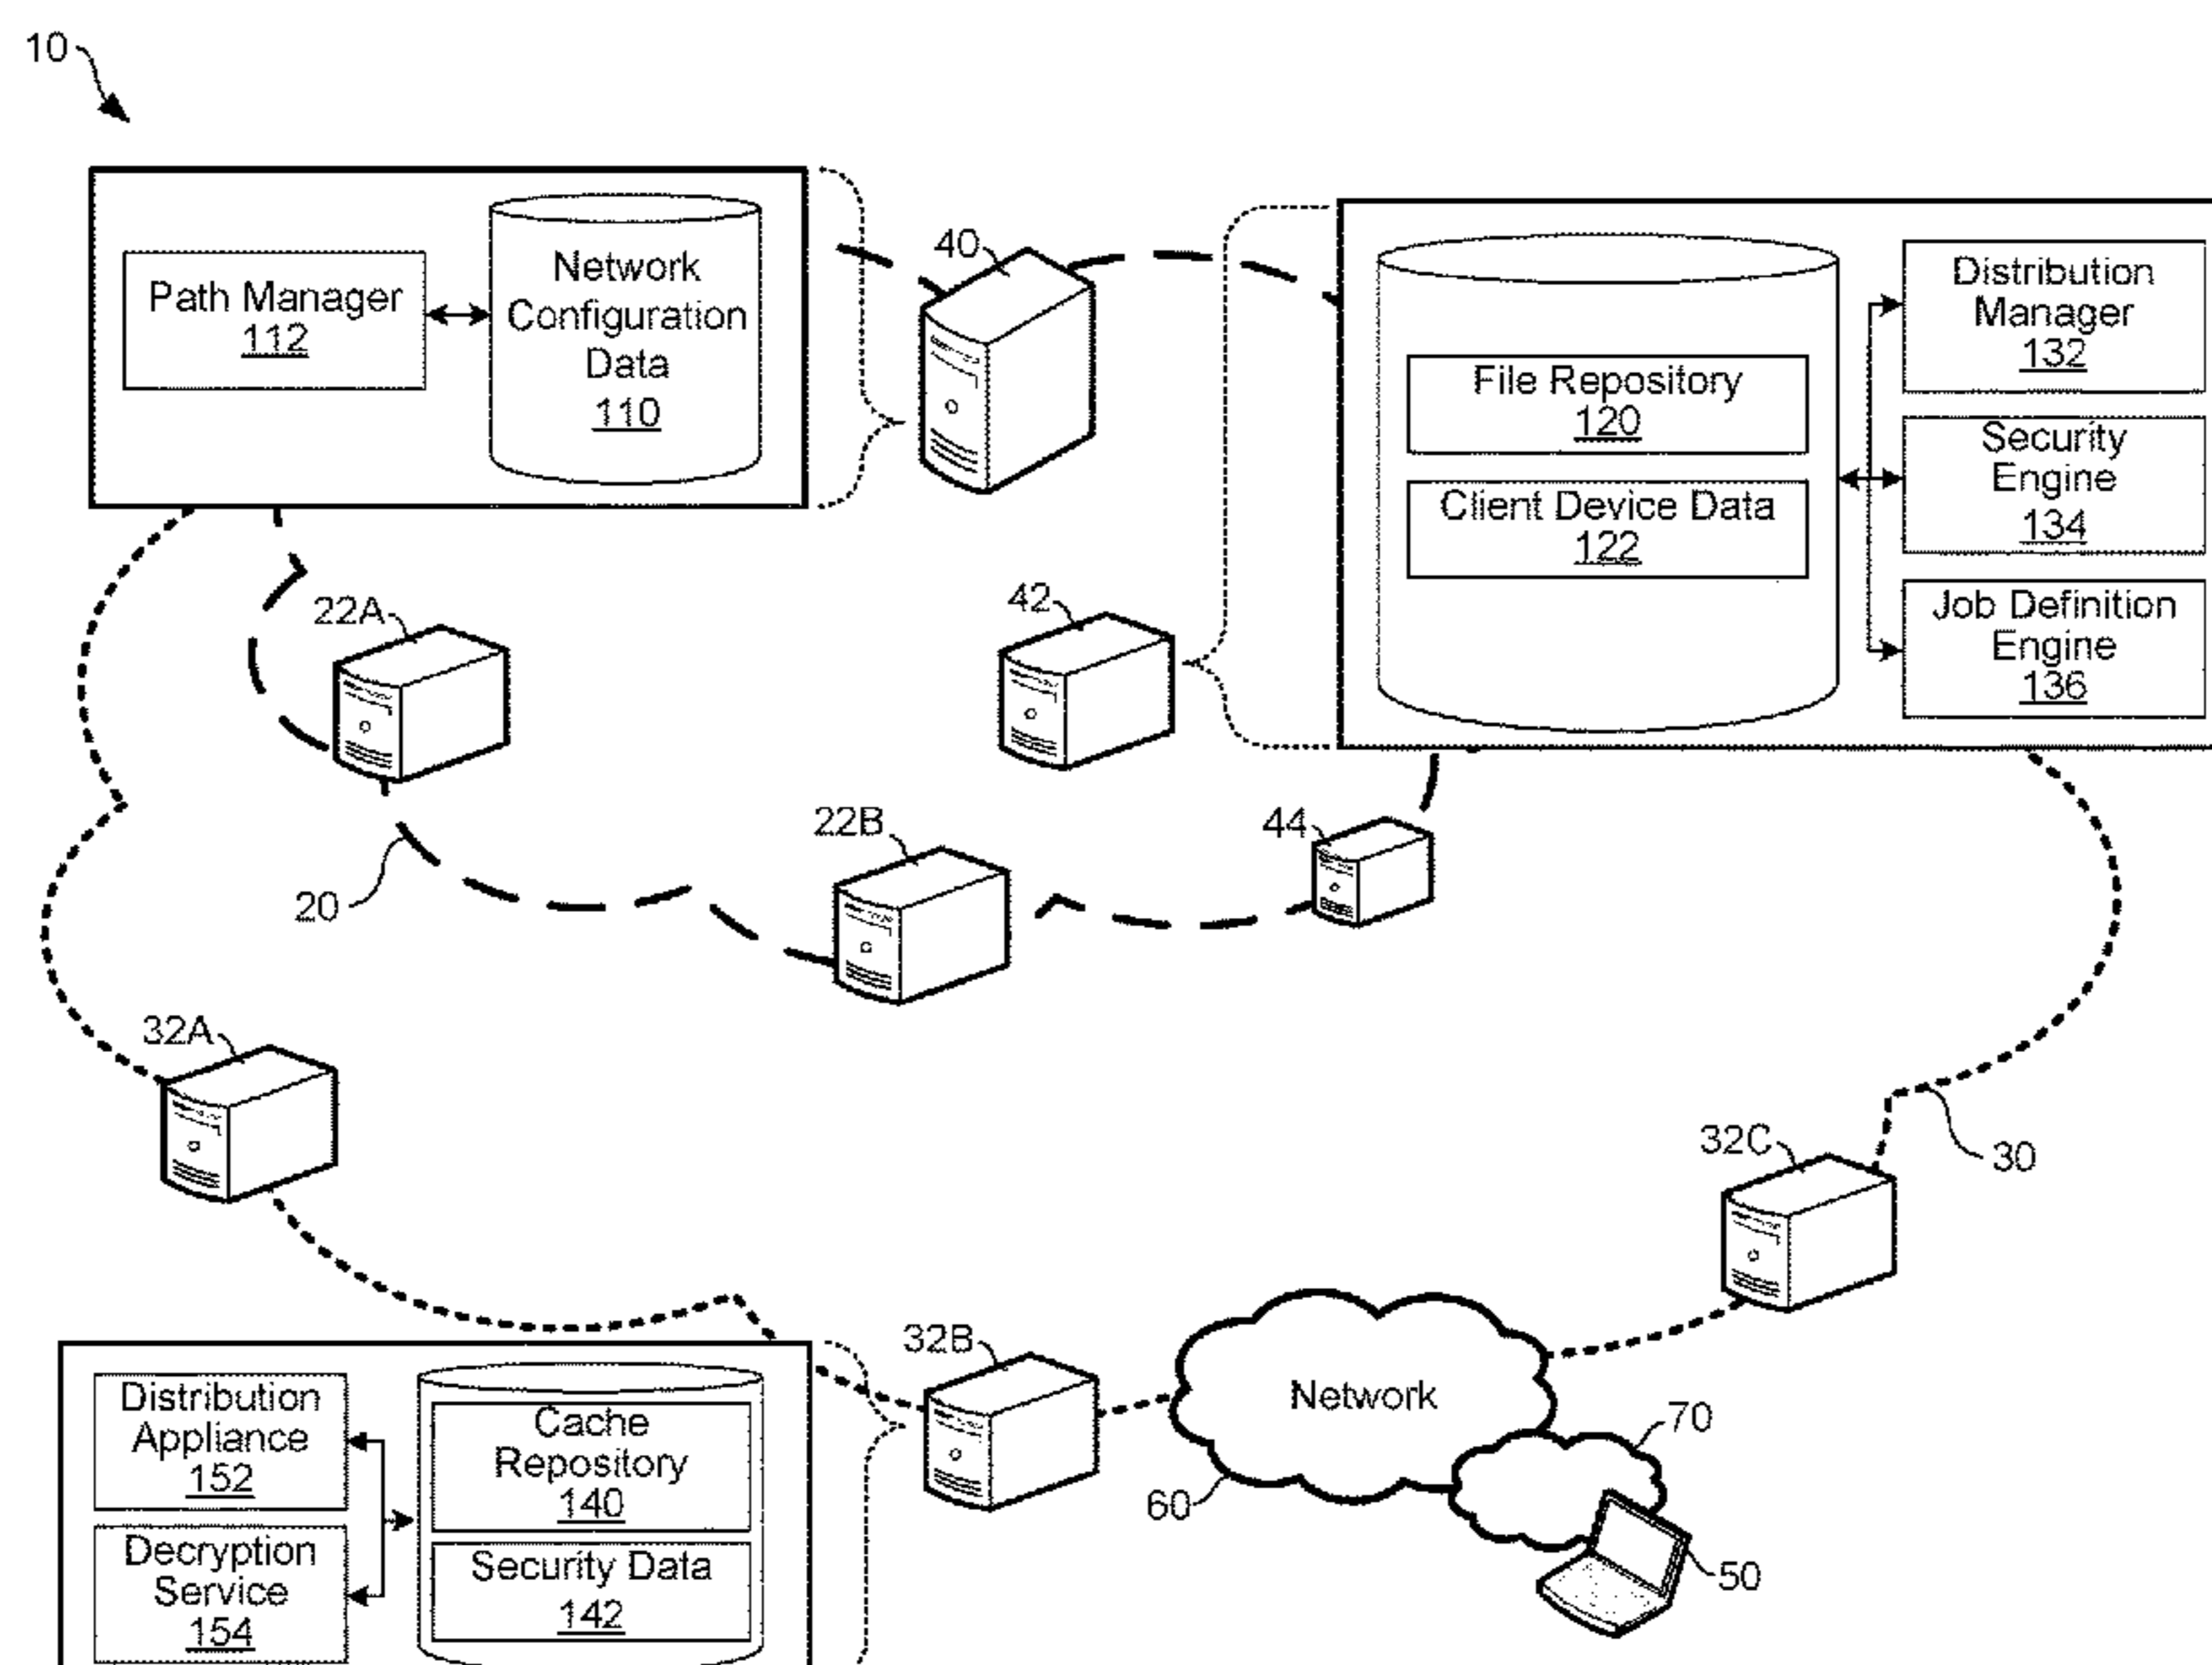 10
Path Manager
112
Network
Configuration
Data
110
40
File Repository
120
Client Device Data
122
Distribution
Manager
132
Security
Engine
134
Job Definition
Engine
136
22A
42
22B
44
20
32A
32C
30
32B
Network
60
70
50
Distribution
Appliance
152
Decryption
Service
154
Cache
Repository
140
Security Data
142